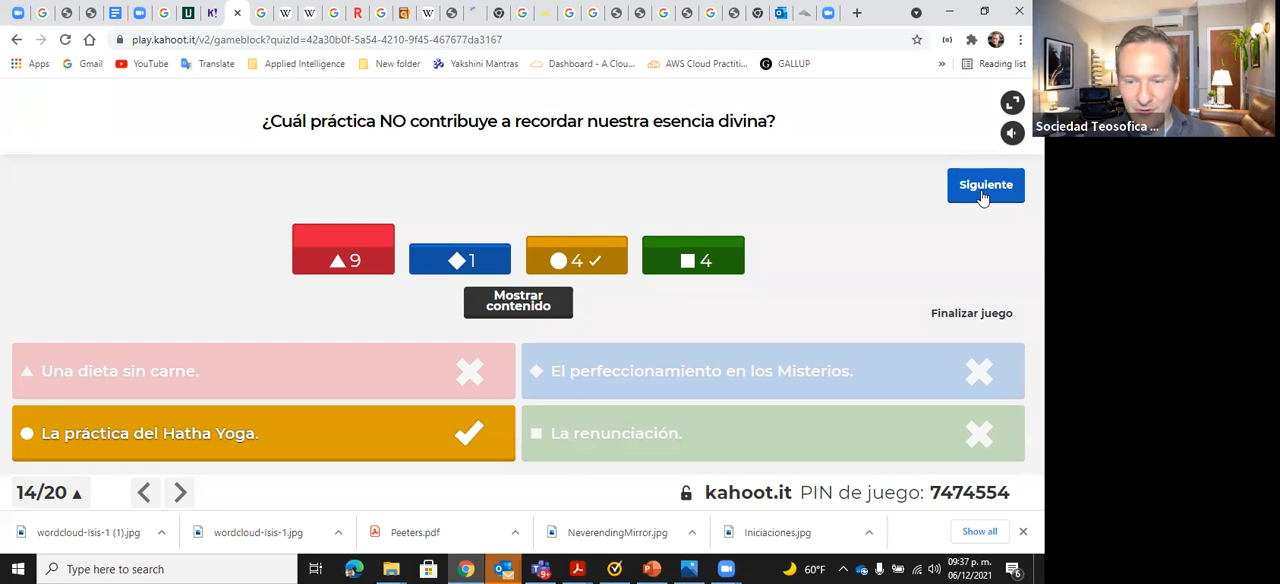 K!
play.kahoot.it/v2/gameblock?quizId=42a30b0f-5a54-4210-9f45-467677da3167
Apps
Gmail
YouTube
Translate
Applied Intelligence
New folder
Yakshini Mantras
Dashboard - A Clou...
AWS Cloud Practiti...
GALLUP
»
Reading list
¿Cuál práctica NO contribuye a recordar nuestra esencia divina?
Sociedad Teosofica ...
Siguiente
9
1
4
4
Mostrar
contenido
Finalizar juego
Una dieta sin carne.
El perfeccionamiento en los Misterios.
La práctica del Hatha Yoga.
La renunciación.
14/20
kahoot.it PIN de juego: 7474554
wordcloud-Isis-1 (1).jpg
wordcloud-Isis-1.jpg
Peeters.pdf
NeverendingMirror.jpg
Iniciaciones.jpg
Show all
Type here to search
60°F
09:37 p. m.
06/12/2021
6